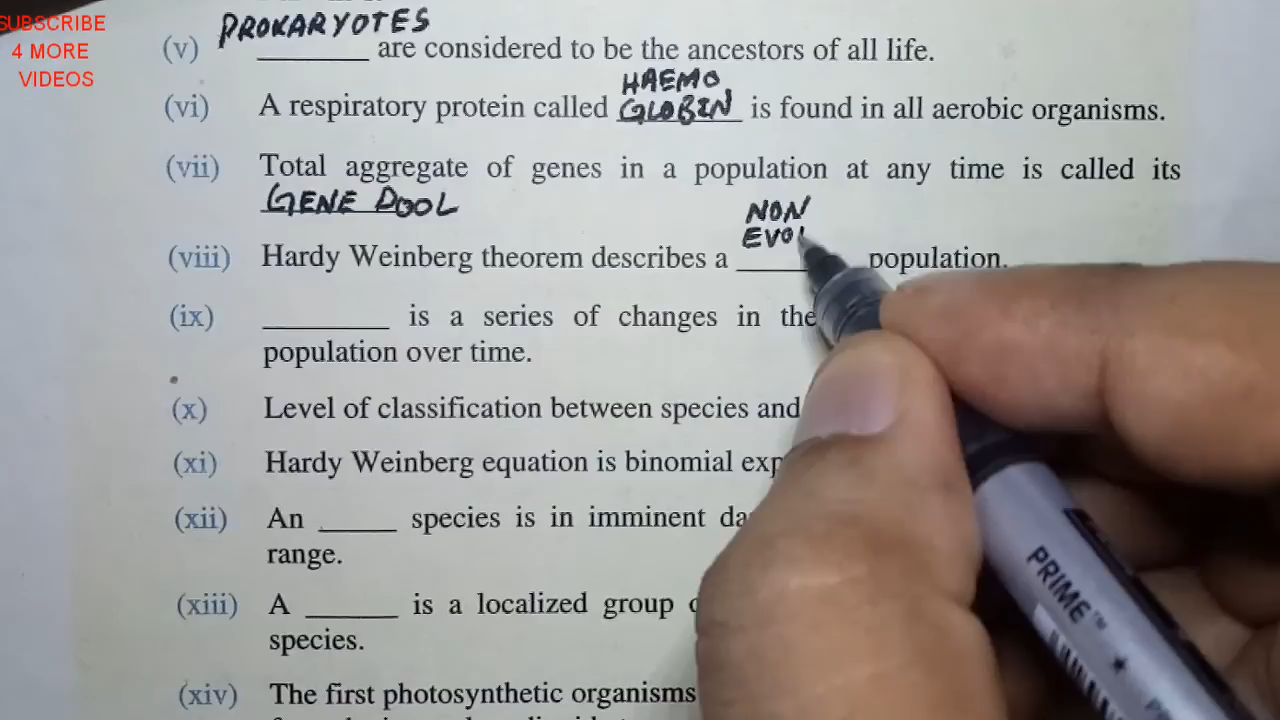 SUBSCRIBE
4 MORE
VIDEOS
PROKARYOTES
(v) ________ are considered to be the ancestors of all life.
HAEMO
(vi) A respiratory protein called GLOBIN is found in all aerobic organisms.
(vii) Total aggregate of genes in a population at any time is called its
GENE POOL
NON
EVO
(viii) Hardy Weinberg theorem describes a ________ population.
(ix) ________ is a series of changes in the
population over time.
(x) Level of classification between species and
(xi) Hardy Weinberg equation is binomial exp
(xii) An _____ species is in imminent da
range.
(xiii) A ______ is a localized group
species.
(xiv) The first photosynthetic organisms
PRIME™